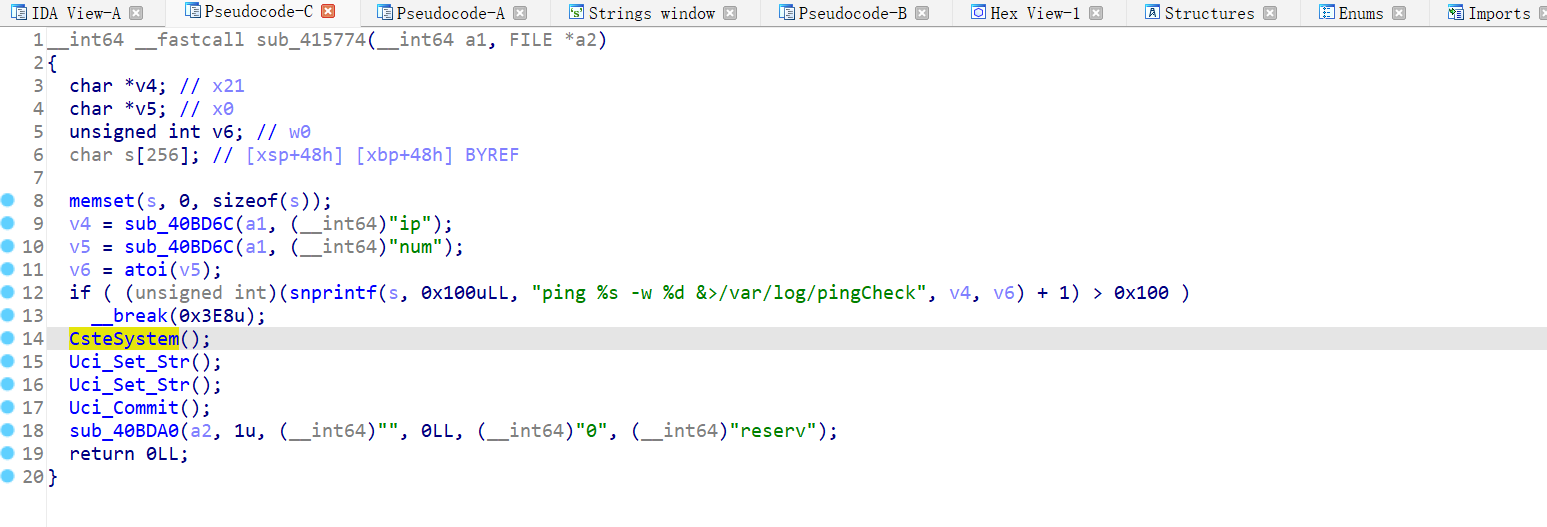 IDA View-A Pseudocode-C Pseudocode-A Strings window Pseudocode-B Hex View-1 Structures Enums Imports
1 __int64 __fastcall sub_415774(__int64 a1, FILE *a2)
2 {
3 char *v4; // x21
4 char *v5; // x0
5 unsigned int v6; // w0
6 char s[256]; // [xsp+48h] [xbp+48h] BYREF
7
8 memset(s, 0, sizeof(s));
9 v4 = sub_40BD6C(a1, (__int64)"ip");
10 v5 = sub_40BD6C(a1, (__int64)"num");
11 v6 = atoi(v5);
12 if ( (unsigned int)(snprintf(s, 0x100uLL, "ping %s -w %d &>/var/log/pingCheck", v4, v6) + 1) > 0x100 )
13 __break(0x3E8u);
14 CsteSystem();
15 Uci_Set_Str();
16 Uci_Set_Str();
17 Uci_Commit();
18 sub_40BDA0(a2, 1u, (__int64)"", 0LL, (__int64)"0", (__int64)"reserv");
19 return 0LL;
20 }